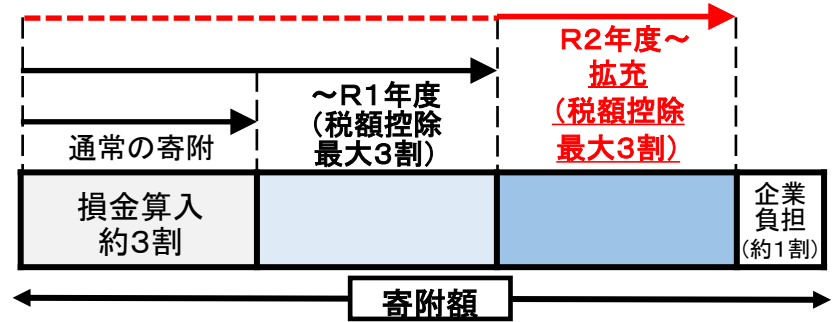 R2年度～
拡充
(税額控除
最大3割)
～R1年度
(税額控除
最大3割)
通常の寄附
損金算入
約3割
企業
負担
(約1割)
寄附額